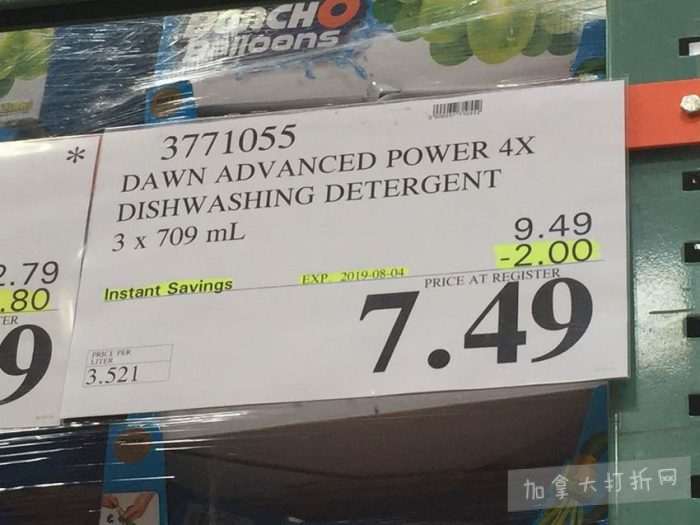 BUNCH O
Balloons
*
3771055
DAWN ADVANCED POWER 4X
DISHWASHING DETERGENT
3 x 709 mL
9.49
-2.00
Instant Savings
EXP 2019-08-04
PRICE AT REGISTER
7.49
PRICE PER
LITER
3.521
2.79
.80
TER
9
加拿大打折网